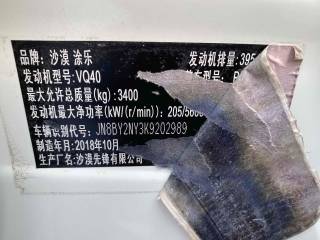 品牌:沙漠 涂乐 发动机排量:395
发动机型号:VQ40
最大允许总质量(kg):3400
发动机最大净功率(kW/(r/min)):205/5600
车辆识别代号:JN8BY2NY3K9202989
制造年月:2018年10月
生产厂名:沙漠先锋有限公司